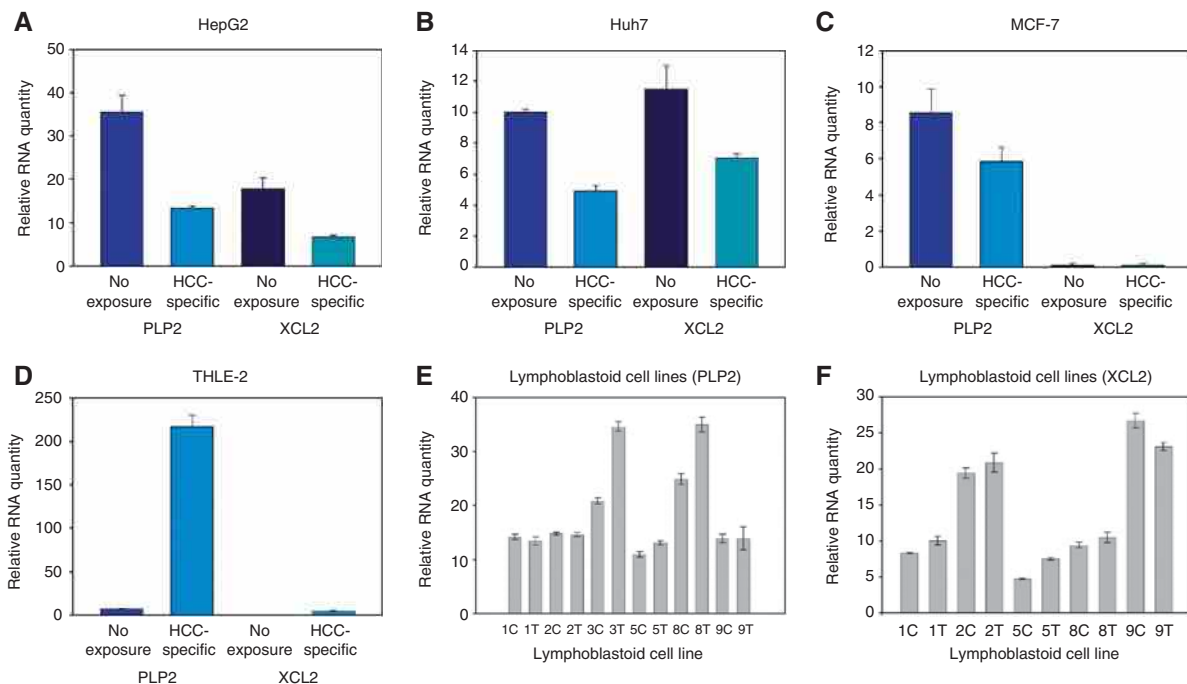 A
HepG2
Relative RNA quantity
50
40
30
20
10
0
No exposure
HCC-specific
No exposure
HCC-specific
PLP2
XCL2
B
Huh7
Relative RNA quantity
14
12
10
8
6
4
2
0
No exposure
HCC-specific
No exposure
HCC-specific
PLP2
XCL2
C
MCF-7
Relative RNA quantity
12
10
8
6
4
2
0
No exposure
HCC-specific
No exposure
HCC-specific
PLP2
XCL2
D
THLE-2
Relative RNA quantity
250
200
150
100
50
0
No exposure
HCC-specific
No exposure
HCC-specific
PLP2
XCL2
E
Lymphoblastoid cell lines (PLP2)
Relative RNA quantity
40
30
20
10
0
1C 1T 2C 2T 3C 3T 5C 5T 8C 8T 9C 9T
Lymphoblastoid cell line
F
Lymphoblastoid cell lines (XCL2)
Relative RNA quantity
30
25
20
15
10
5
0
1C 1T 2C 2T 5C 5T 8C 8T 9C 9T
Lymphoblastoid cell line